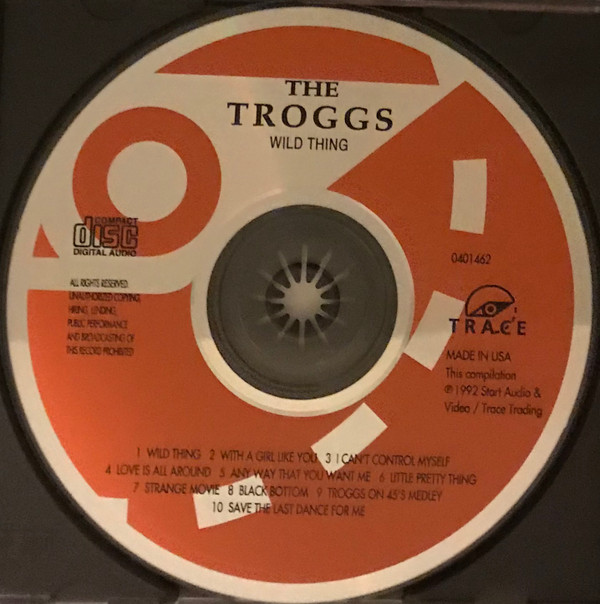 THE
TROGGS
WILD THING
COMPACT
disc
DIGITAL AUDIO
0401462
ALL RIGHTS RESERVED.
UNAUTHORIZED COPYING,
HIRING, LENDING,
PUBLIC PERFORMANCE
AND BROADCASTING OF
THIS RECORD PROHIBITED
TRACE
MADE IN USA
This compilation
℗ 1992 Start Audio &
Video / Trace Trading
1 WILD THING 2 WITH A GIRL LIKE YOU 3 I CAN'T CONTROL MYSELF
4 LOVE IS ALL AROUND 5 ANY WAY THAT YOU WANT ME 6 LITTLE PRETTY THING
7 STRANGE MOVIE 8 BLACK BOTTOM 9 TROGGS ON 45'S MEDLEY
10 SAVE THE LAST DANCE FOR ME